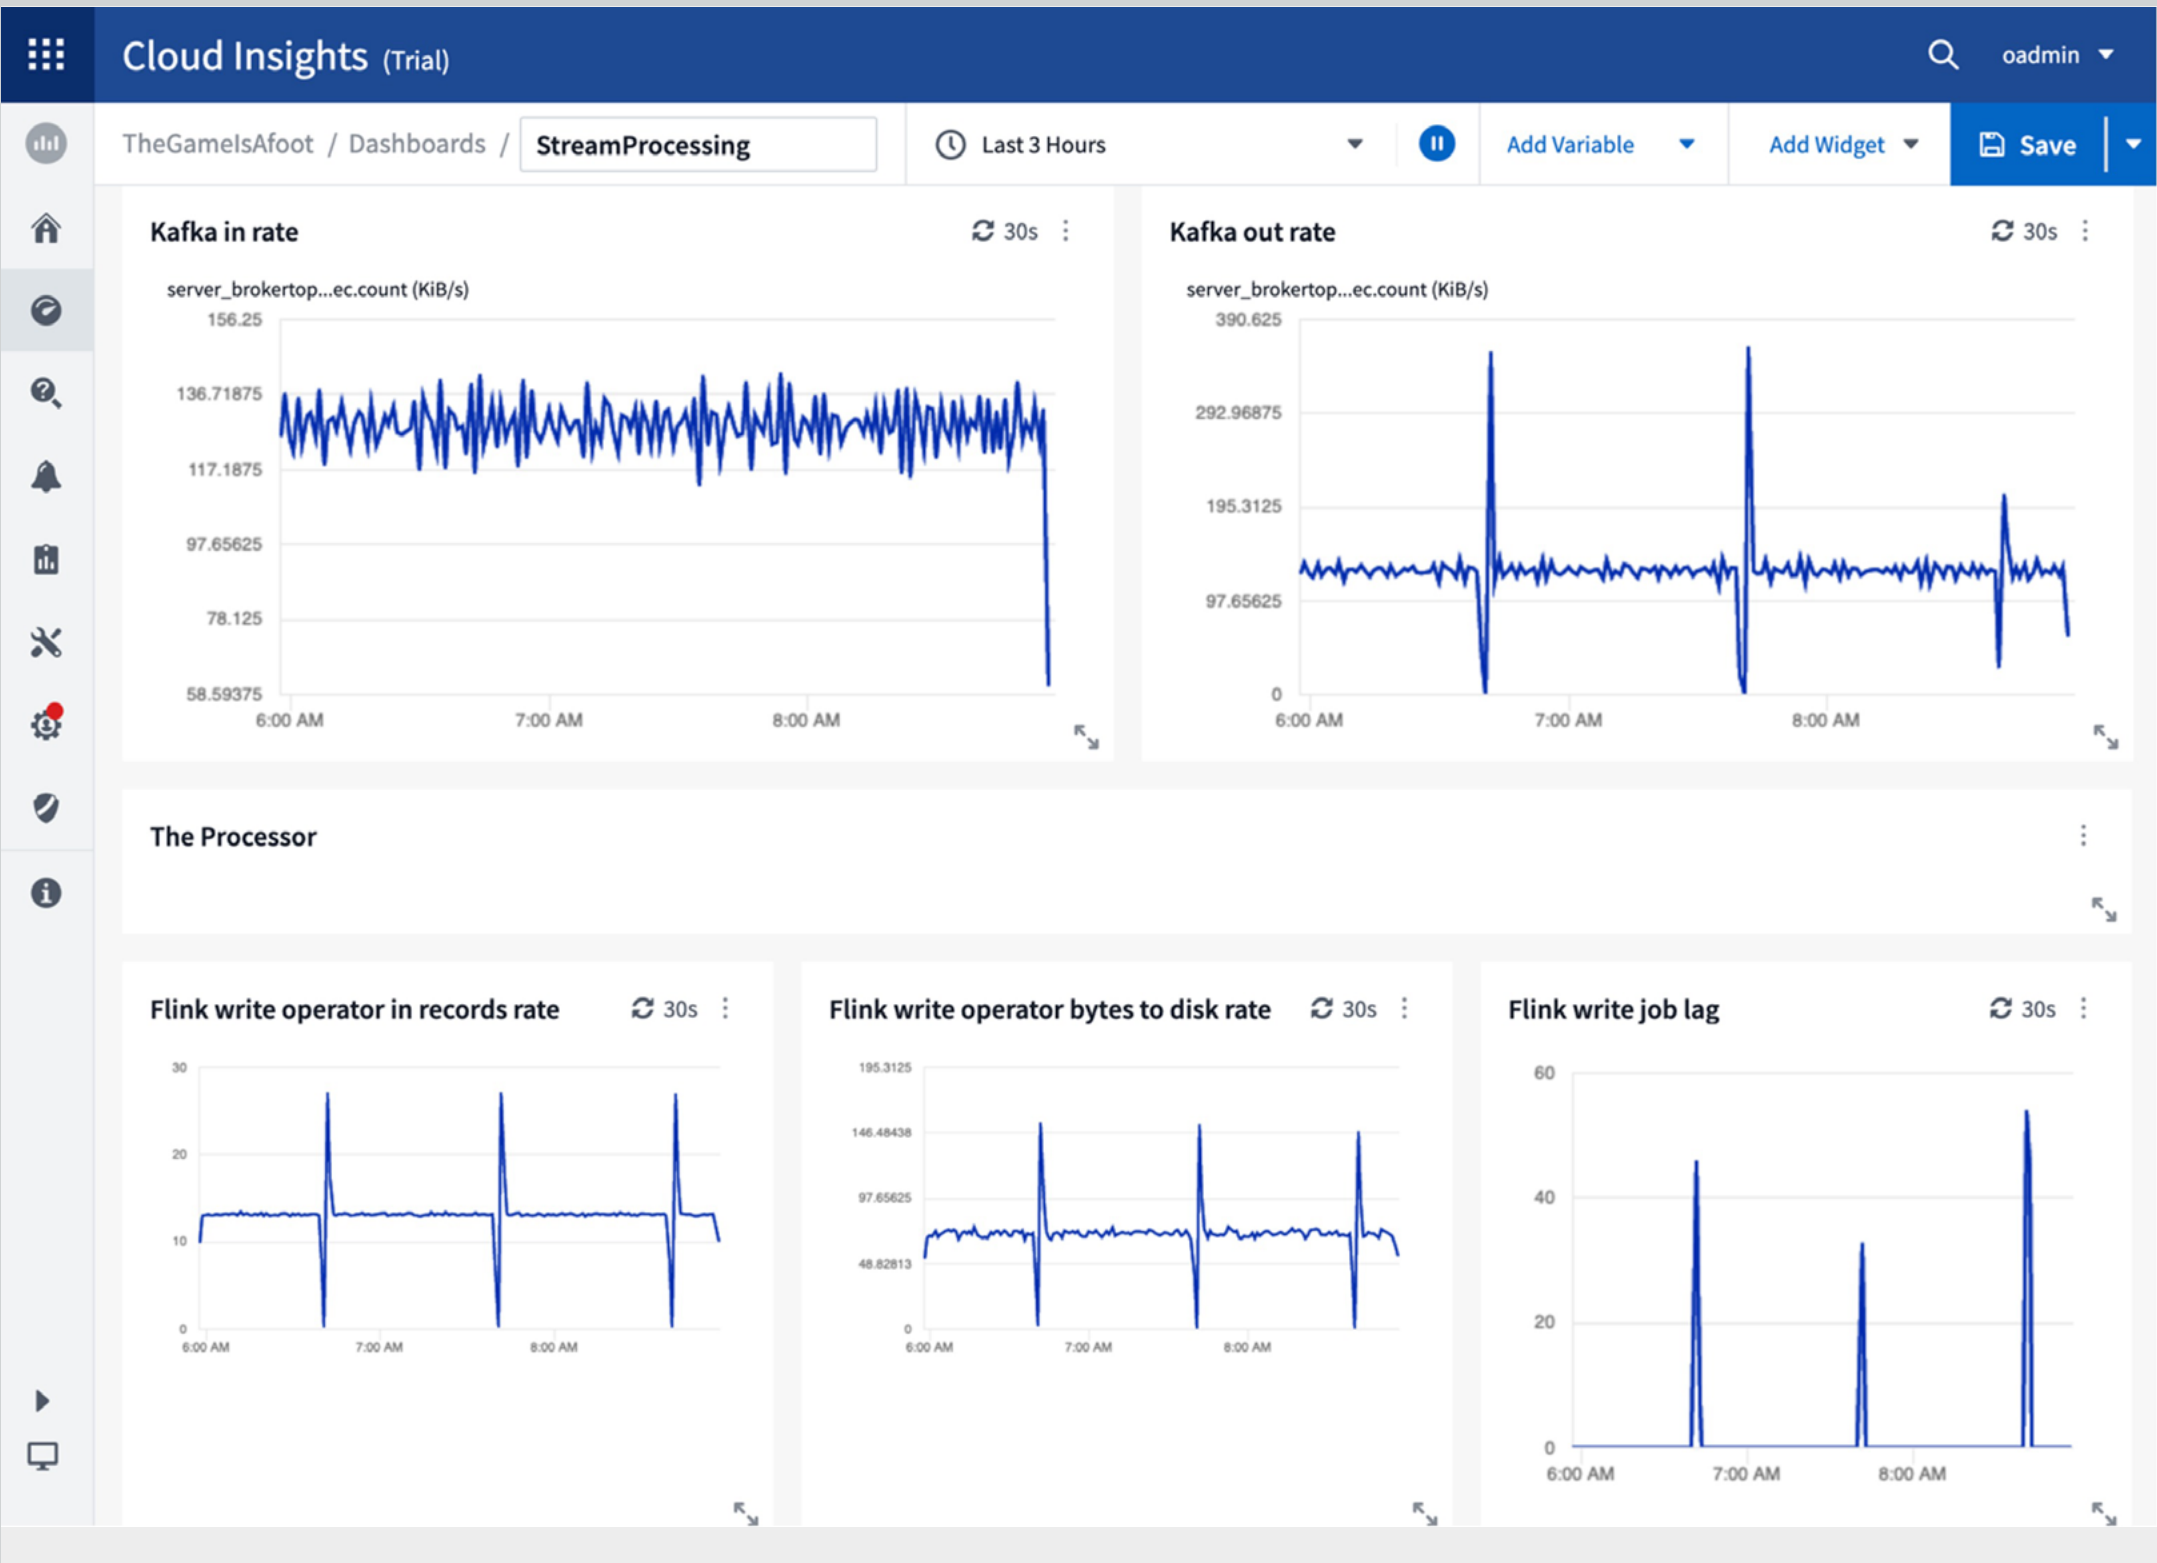 Cloud Insights (Trial)
oadmin
TheGameIsAfoot / Dashboards / StreamProcessing
Last 3 Hours
Add Variable
Add Widget
Save
Kafka in rate
30s
server_brokertop...ec.count (KiB/s)
156.25
136.71875
117.1875
97.65625
78.125
58.59375
6:00 AM 7:00 AM 8:00 AM
Kafka out rate
30s
server_brokertop...ec.count (KiB/s)
390.625
292.96875
195.3125
97.65625
0
6:00 AM 7:00 AM 8:00 AM
The Processor
Flink write operator in records rate
30s
30
20
10
0
6:00 AM 7:00 AM 8:00 AM
Flink write operator bytes to disk rate
30s
195.3125
146.48438
97.65625
48.82813
0
6:00 AM 7:00 AM 8:00 AM
Flink write job lag
30s
60
40
20
0
6:00 AM 7:00 AM 8:00 AM